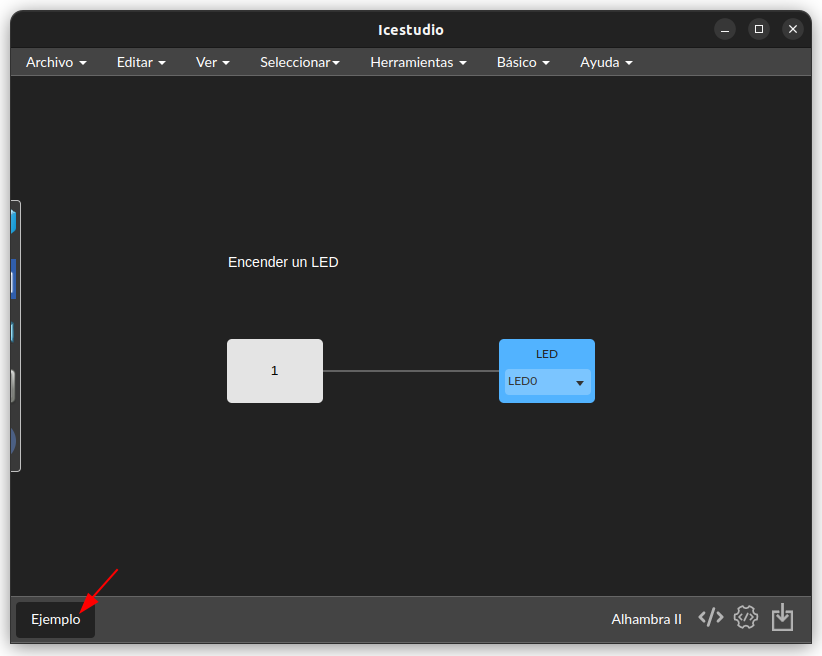 Icestudio
Archivo Editar Ver Seleccionar Herramientas Básico Ayuda
Encender un LED
1
LED
LED0
Ejemplo
Alhambra II </>